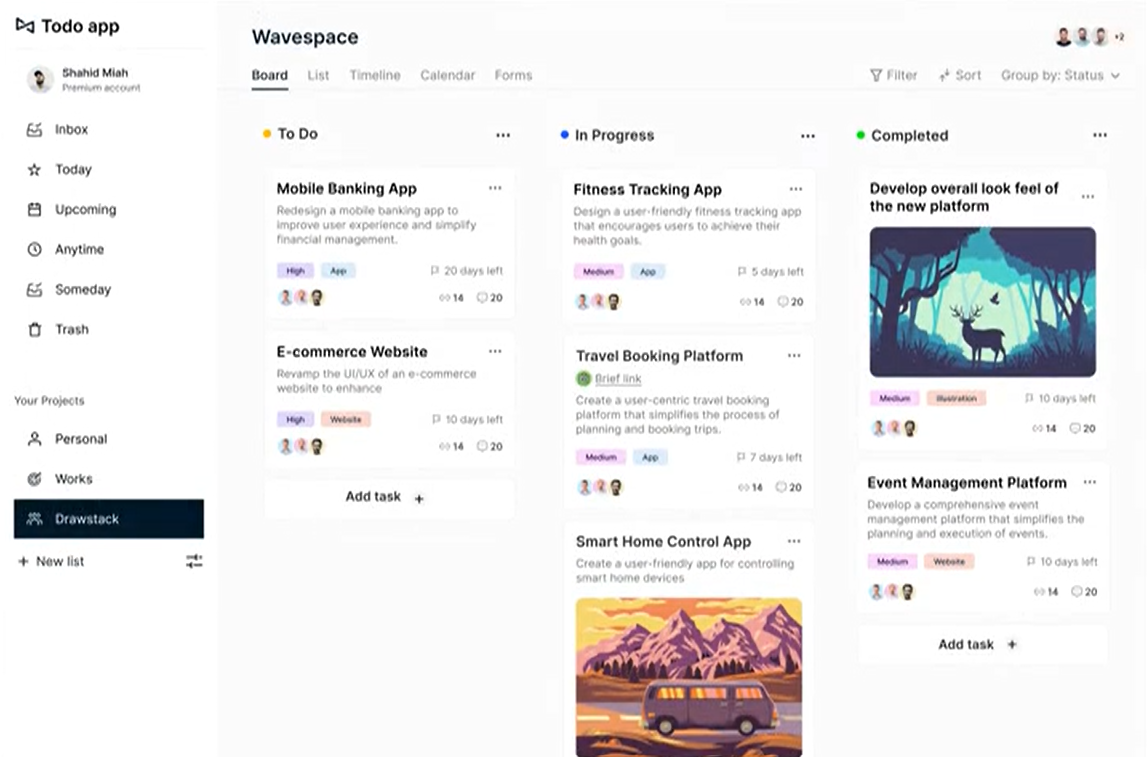 Todo app
Shahid Miah
Premium account
Inbox
Today
Upcoming
Anytime
Someday
Trash
Your Projects
Personal
Works
Drawstack
+ New list
Wavespace
+2
Board List Timeline Calendar Forms
Filter Sort Group by: Status
To Do
Mobile Banking App
Redesign a mobile banking app to
improve user experience and simplify
financial management.
High App 20 days left
14 20
E-commerce Website
Revamp the UI/UX of an e-commerce
website to enhance
High Website 10 days left
14 20
Add task +
In Progress
Fitness Tracking App
Design a user-friendly fitness tracking app
that encourages users to achieve their
health goals.
Medium App 5 days left
14 20
Travel Booking Platform
Brief link
Create a user-centric travel booking
platform that simplifies the process of
planning and booking trips.
Medium App 7 days left
14 20
Smart Home Control App
Create a user-friendly app for controlling
smart home devices
Completed
Develop overall look feel of
the new platform
Medium Illustration 10 days left
14 20
Event Management Platform
Develop a comprehensive event
management platform that simplifies the
planning and execution of events.
Medium Website 10 days left
14 20
Add task +